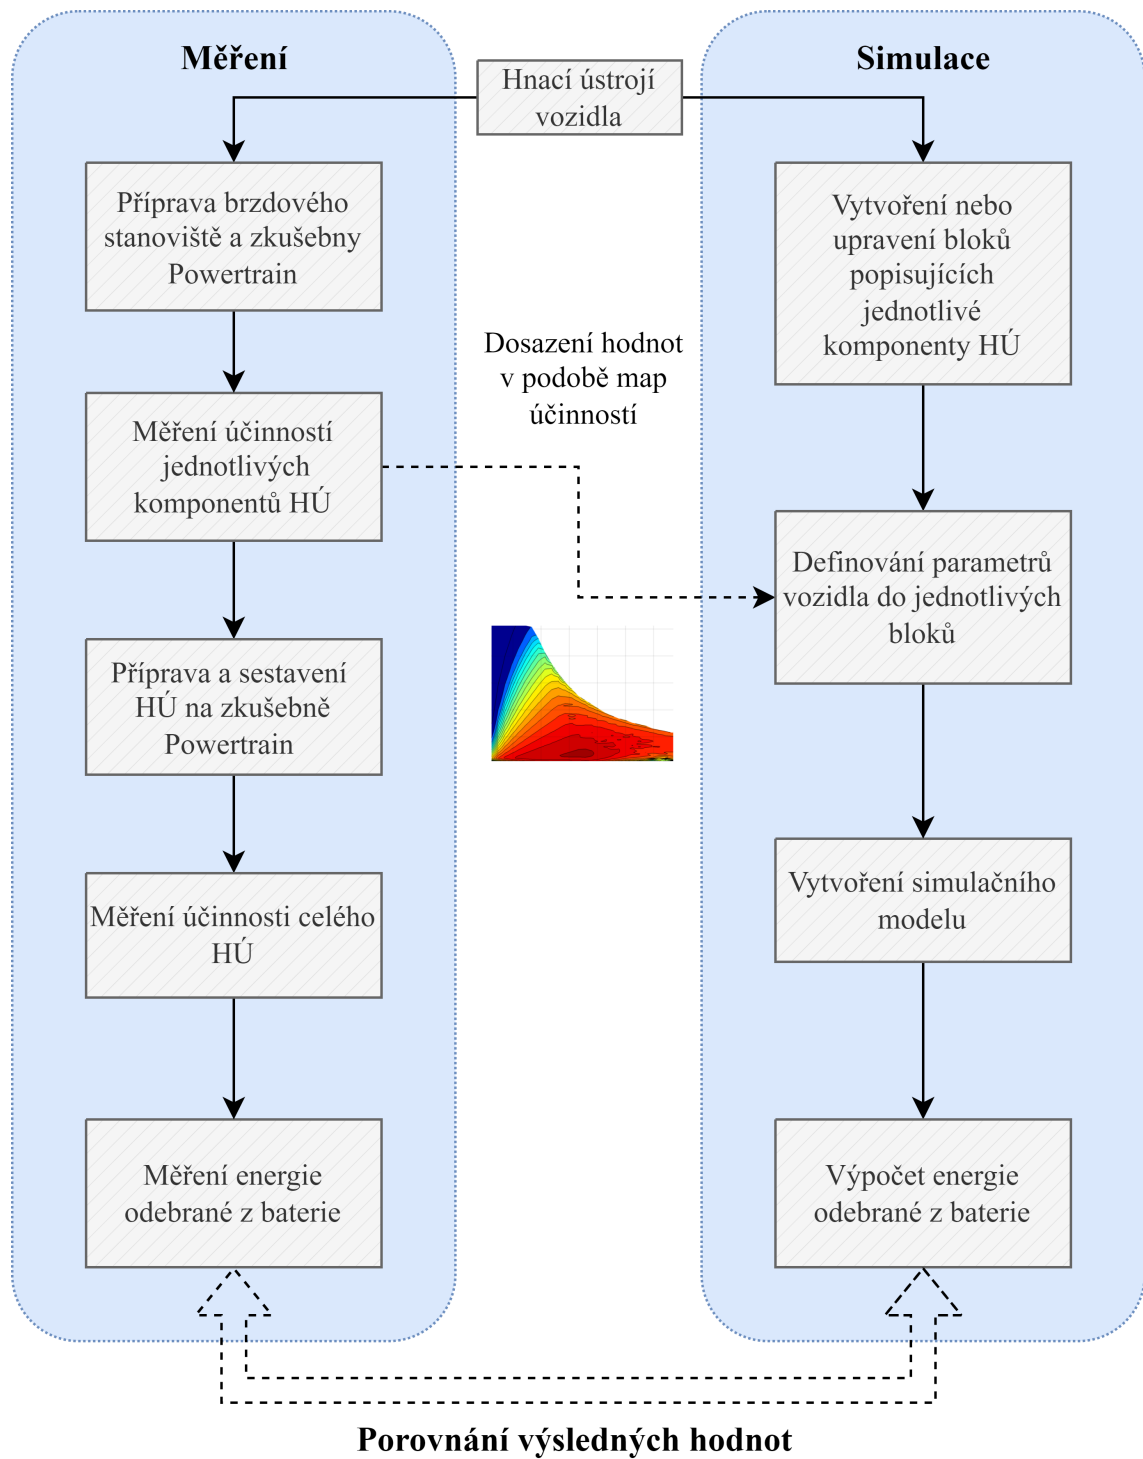 Měření
Simulace
Hnací ústrojí
vozidla
Příprava brzdového
stanoviště a zkušebny
Powertrain
Měření účinností
jednotlivých
komponentů HÚ
Příprava a sestavení
HÚ na zkušebně
Powertrain
Měření účinnosti celého
HÚ
Měření energie
odebrané z baterie
Dosazení hodnot
v podobě map
účinností
Vytvoření nebo
upravení bloků
popisujících
jednotlivé
komponenty HÚ
Definování parametrů
vozidla do jednotlivých
bloků
Vytvoření simulačního
modelu
Výpočet energie
odebrané z baterie
Porovnání výsledných hodnot